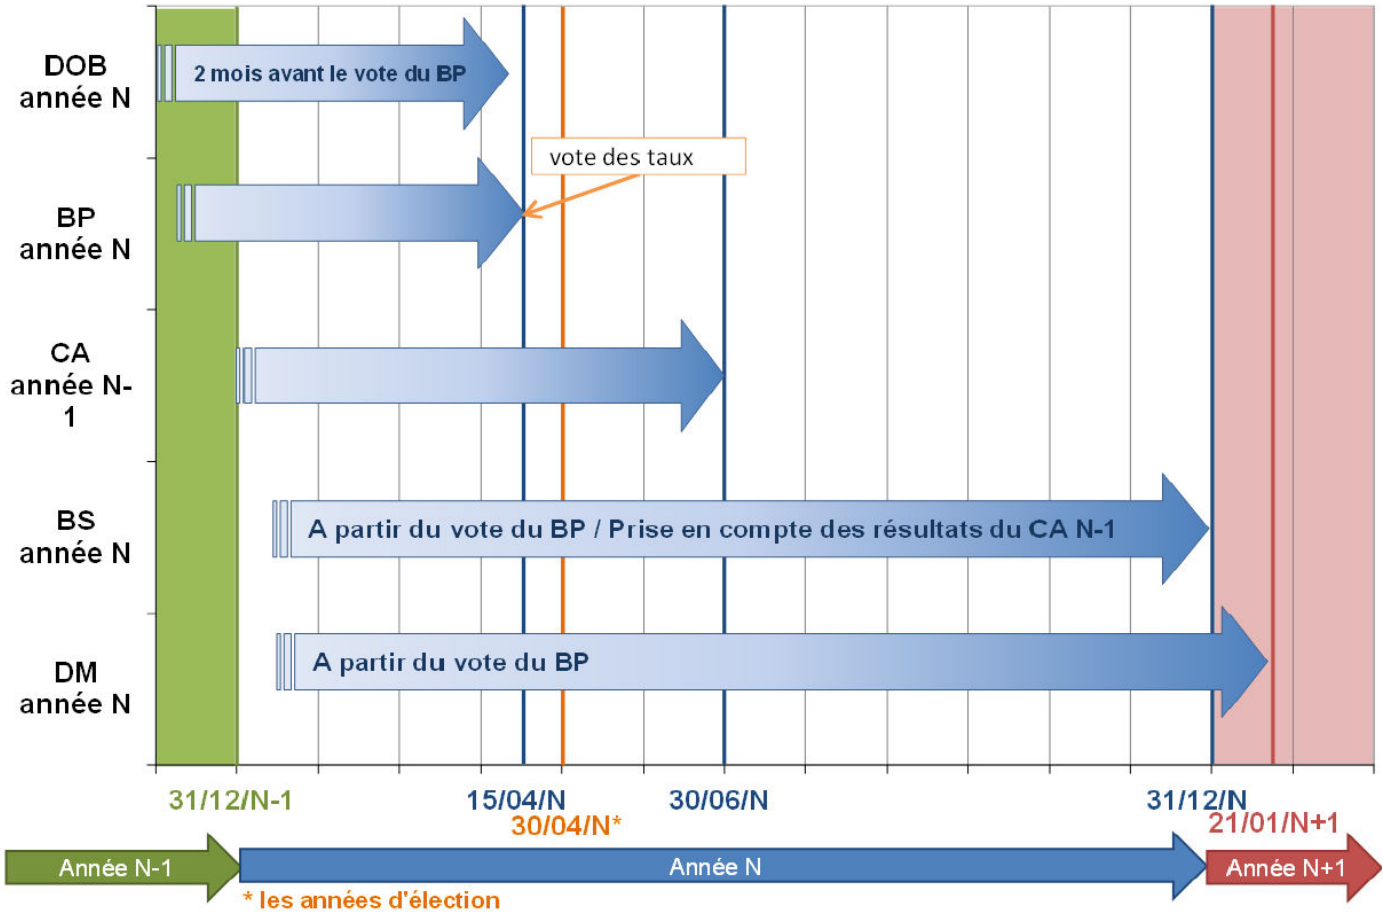 DOB
année N
2 mois avant le vote du BP
vote des taux
BP
année N
CA
année N-
1
BS
année N
A partir du vote du BP / Prise en compte des résultats du CA N-1
DM
année N
A partir du vote du BP
31/12/N-1
15/04/N
30/06/N
31/12/N
30/04/N*
21/01/N+1
Année N-1
Année N
Année N+1
* les années d'élection